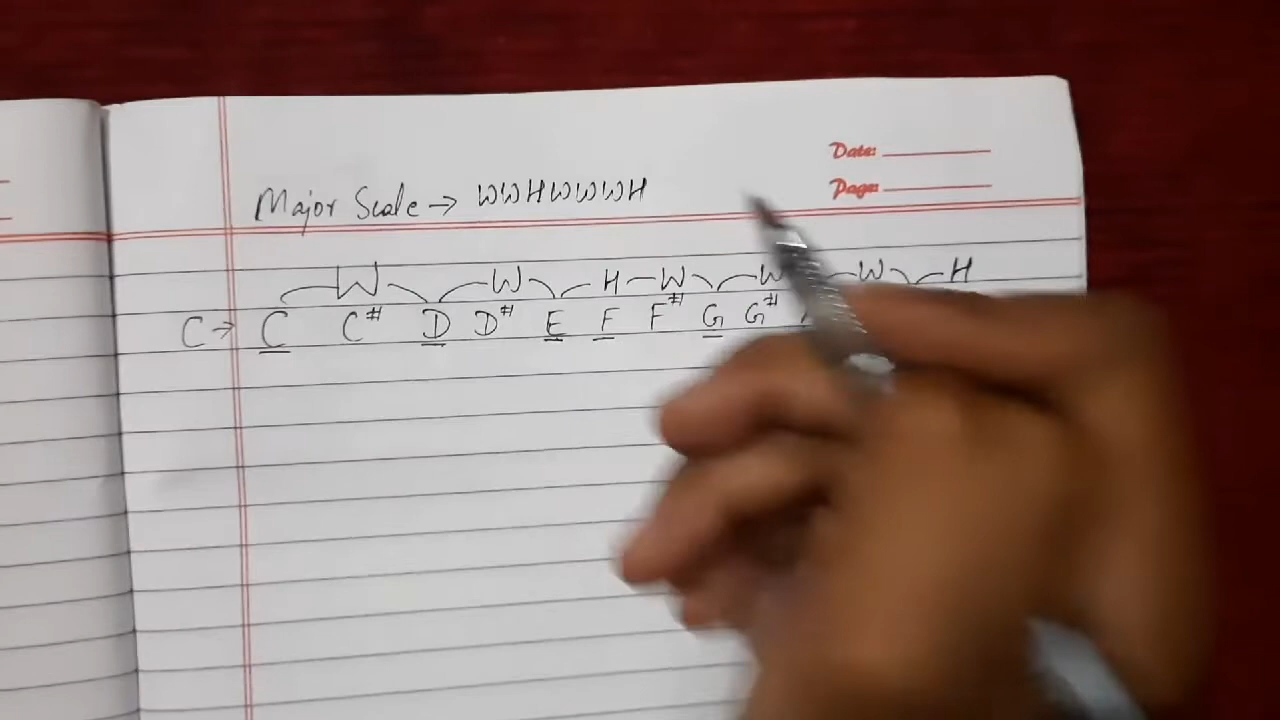 Date:
Page:
Major Scale → WWHWWWH
W W H W W W H
C → C C# D D# E F F# G G#